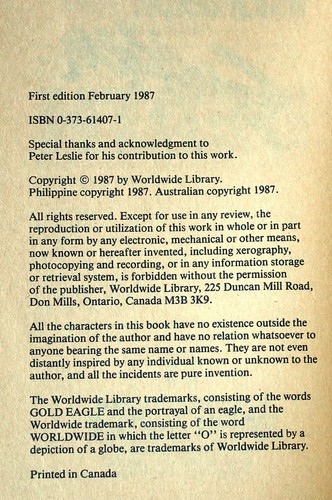 First edition February 1987
ISBN 0-373-61407-1
Special thanks and acknowledgment to
Peter Leslie for his contribution to this work.
Copyright © 1987 by Worldwide Library.
Philippine copyright 1987. Australian copyright 1987.
All rights reserved. Except for use in any review, the
reproduction or utilization of this work in whole or in part
in any form by any electronic, mechanical or other means,
now known or hereafter invented, including xerography,
photocopying and recording, or in any information storage
or retrieval system, is forbidden without the permission
of the publisher, Worldwide Library, 225 Duncan Mill Road,
Don Mills, Ontario, Canada M3B 3K9.
All the characters in this book have no existence outside the
imagination of the author and have no relation whatsoever to
anyone bearing the same name or names. They are not even
distantly inspired by any individual known or unknown to the
author, and all the incidents are pure invention.
The Worldwide Library trademarks, consisting of the words
GOLD EAGLE and the portrayal of an eagle, and the
Worldwide trademark, consisting of the word
WORLDWIDE in which the letter "O" is represented by a
depiction of a globe, are trademarks of Worldwide Library.
Printed in Canada